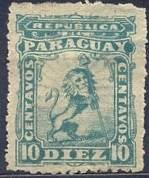 REPUBLICA
DEL
PARAGUAY
CENTAVOS
CENTAVOS
10 DIEZ 10